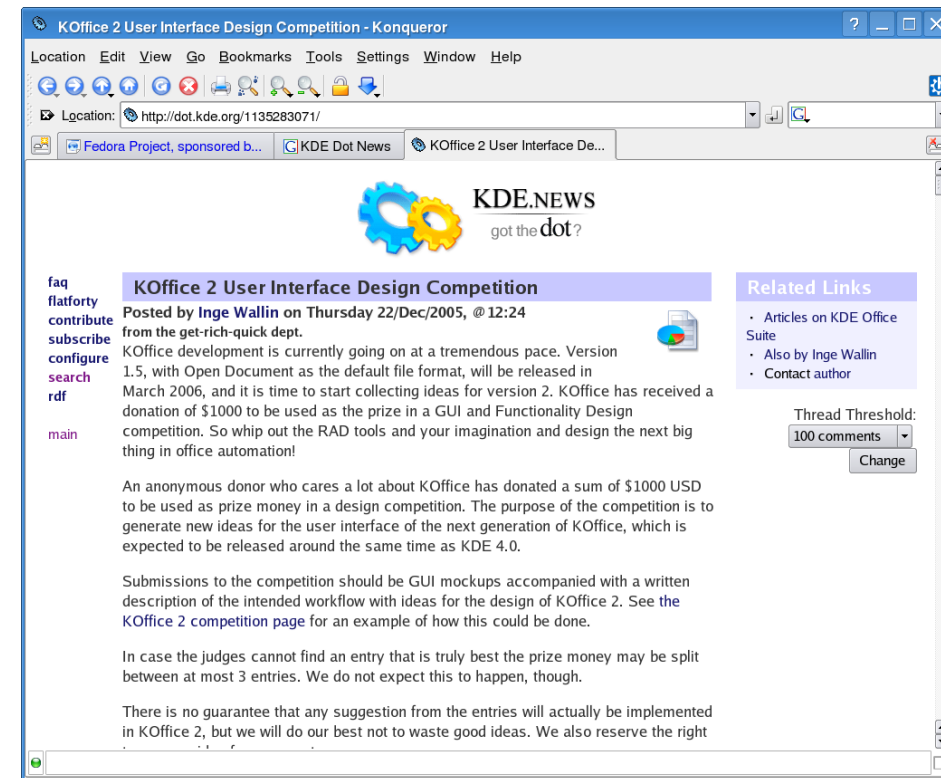 KOffice 2 User Interface Design Competition - Konqueror
Location Edit View Go Bookmarks Tools Settings Window Help
Location: http://dot.kde.org/1135283071/
Fedora Project, sponsored b... KDE Dot News KOffice 2 User Interface De...
KDE.NEWS
got the dot?
faq
flatforty
contribute
subscribe
configure
search
rdf
main
KOffice 2 User Interface Design Competition
Posted by Inge Wallin on Thursday 22/Dec/2005, @12:24
from the get-rich-quick dept.
KOffice development is currently going on at a tremendous pace. Version
1.5, with Open Document as the default file format, will be released in
March 2006, and it is time to start collecting ideas for version 2. KOffice has received a
donation of $1000 to be used as the prize in a GUI and Functionality Design
competition. So whip out the RAD tools and your imagination and design the next big
thing in office automation!
An anonymous donor who cares a lot about KOffice has donated a sum of $1000 USD
to be used as prize money in a design competition. The purpose of the competition is to
generate new ideas for the user interface of the next generation of KOffice, which is
expected to be released around the same time as KDE 4.0.
Submissions to the competition should be GUI mockups accompanied with a written
description of the intended workflow with ideas for the design of KOffice 2. See the
KOffice 2 competition page for an example of how this could be done.
In case the judges cannot find an entry that is truly best the prize money may be split
between at most 3 entries. We do not expect this to happen, though.
There is no guarantee that any suggestion from the entries will actually be implemented
in KOffice 2, but we will do our best not to waste good ideas. We also reserve the right
Related Links
· Articles on KDE Office
Suite
· Also by Inge Wallin
· Contact author
Thread Threshold:
100 comments
Change